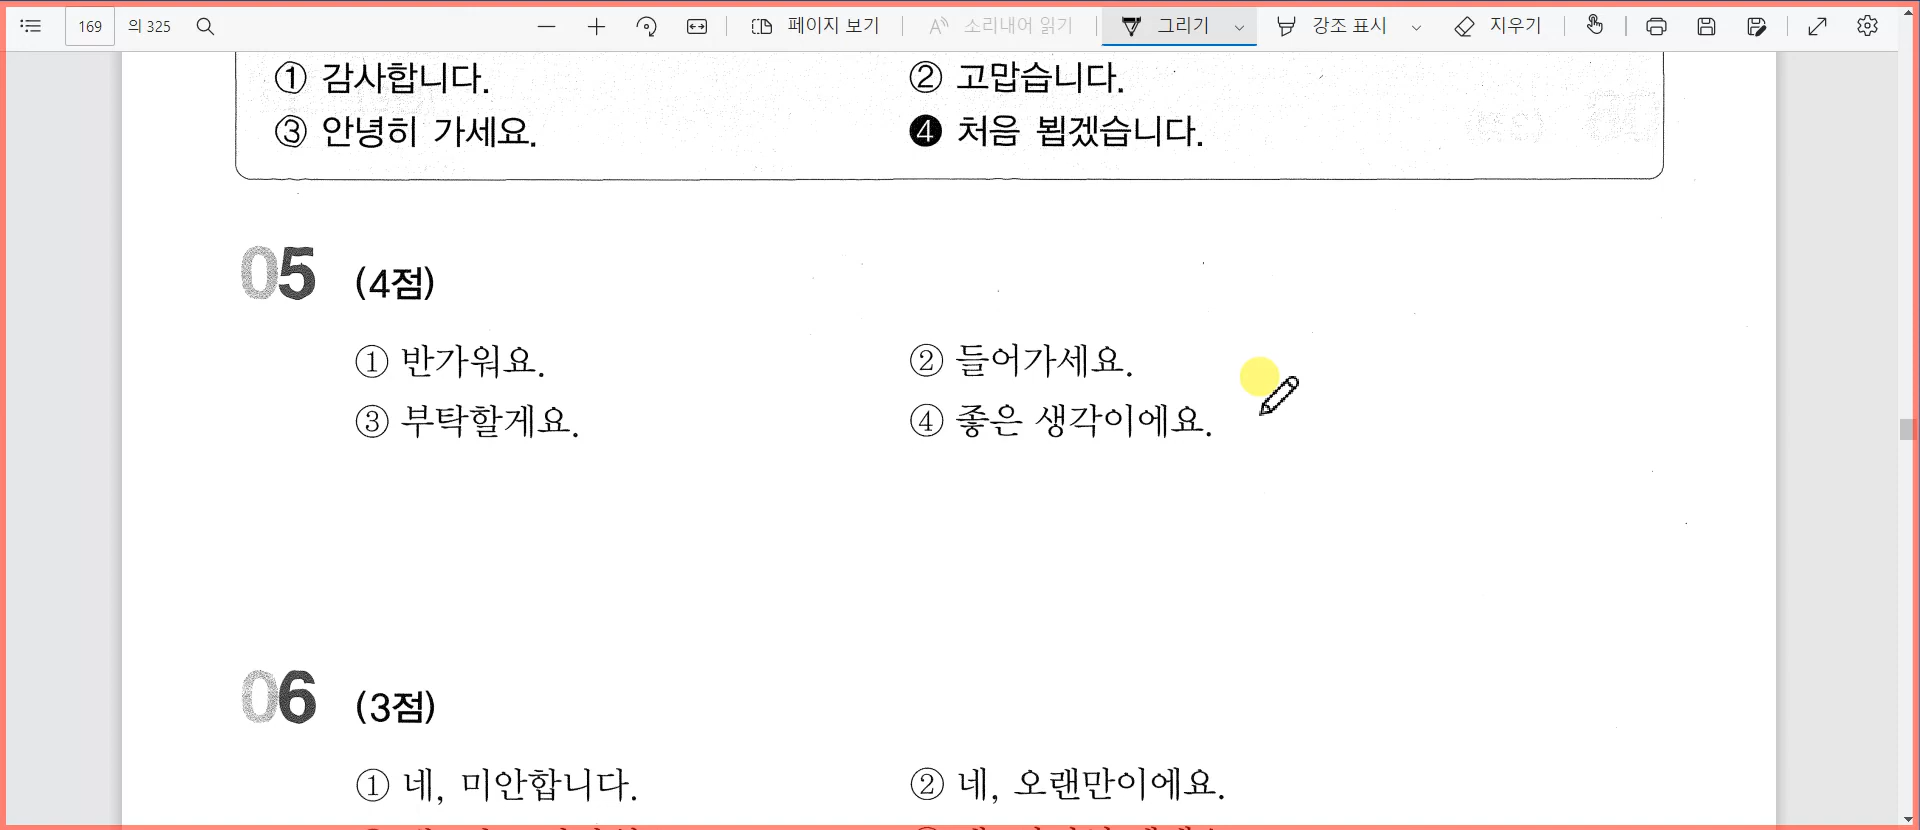 169 의 325 페이지 보기 소리내어 읽기 그리기 강조 표시 지우기
① 감사합니다. ② 고맙습니다.
③ 안녕히 가세요. ❹ 처음 뵙겠습니다.
05 (4점)
① 반가워요. ② 들어가세요.
③ 부탁할게요. ④ 좋은 생각이에요.
06 (3점)
① 네, 미안합니다. ② 네, 오랜만이에요.